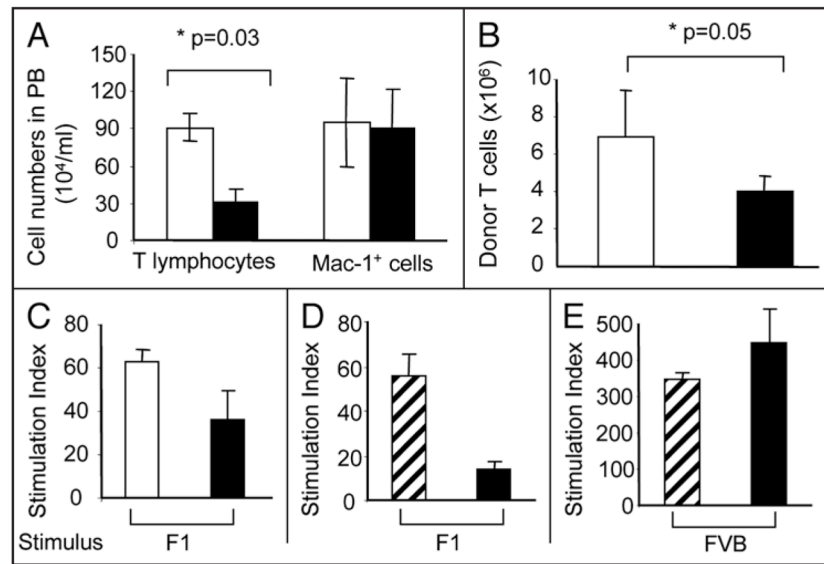 A
* p=0.03
Cell numbers in PB
(10⁴/ml)
150
120
90
60
30
0
T lymphocytes
Mac-1⁺ cells
B
* p=0.05
Donor T cells (x10⁶)
10
8
6
4
2
0
C
Stimulation Index
80
60
40
20
0
Stimulus
F1
D
Stimulation Index
80
60
40
20
0
F1
E
Stimulation Index
500
400
300
200
100
0
FVB